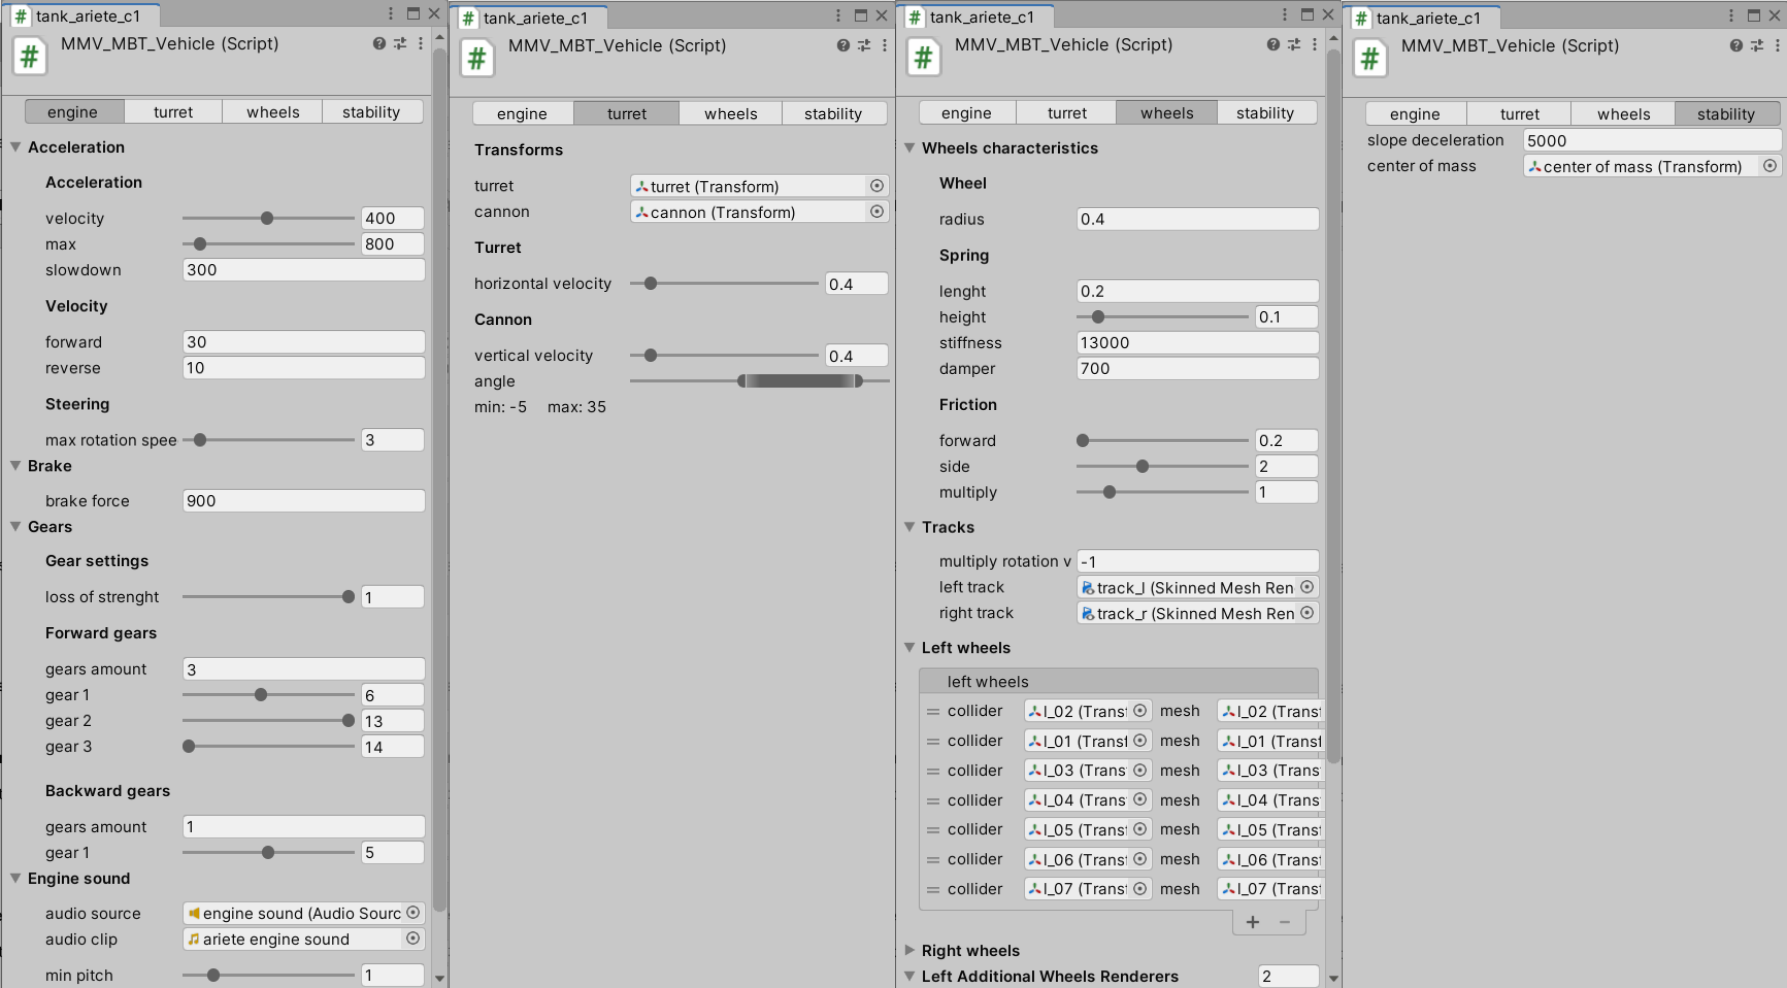 tank_ariete_c1
MMV_MBT_Vehicle (Script)
engine turret wheels stability
Acceleration
Acceleration
velocity 400
max 800
slowdown 300
Velocity
forward 30
reverse 10
Steering
max rotation spee 3
Brake
brake force 900
Gears
Gear settings
loss of strenght 1
Forward gears
gears amount 3
gear 1 6
gear 2 13
gear 3 14
Backward gears
gears amount 1
gear 1 5
Engine sound
audio source engine sound (Audio Sourc
audio clip ariete engine sound
min pitch 1
tank_ariete_c1
MMV_MBT_Vehicle (Script)
engine turret wheels stability
Transforms
turret turret (Transform)
cannon cannon (Transform)
Turret
horizontal velocity 0.4
Cannon
vertical velocity 0.4
angle
min: -5 max: 35
tank_ariete_c1
MMV_MBT_Vehicle (Script)
engine turret wheels stability
Wheels characteristics
Wheel
radius 0.4
Spring
lenght 0.2
height 0.1
stiffness 13000
damper 700
Friction
forward 0.2
side 2
multiply 1
Tracks
multiply rotation v -1
left track track_l (Skinned Mesh Ren
right track track_r (Skinned Mesh Ren
Left wheels
left wheels
collider l_02 (Transf mesh l_02 (Transf
collider l_01 (Transf mesh l_01 (Transf
collider l_03 (Transf mesh l_03 (Transf
collider l_04 (Transf mesh l_04 (Transf
collider l_05 (Transf mesh l_05 (Transf
collider l_06 (Transf mesh l_06 (Transf
collider l_07 (Transf mesh l_07 (Transf
+ −
Right wheels
Left Additional Wheels Renderers 2
tank_ariete_c1
MMV_MBT_Vehicle (Script)
engine turret wheels stability
slope deceleration 5000
center of mass center of mass (Transform)